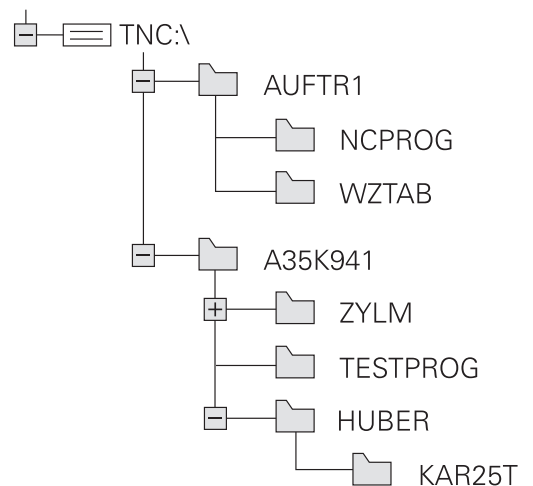 TNC:\
AUFTR1
NCPROG
WZTAB
A35K941
ZYLM
TESTPROG
HUBER
KAR25T